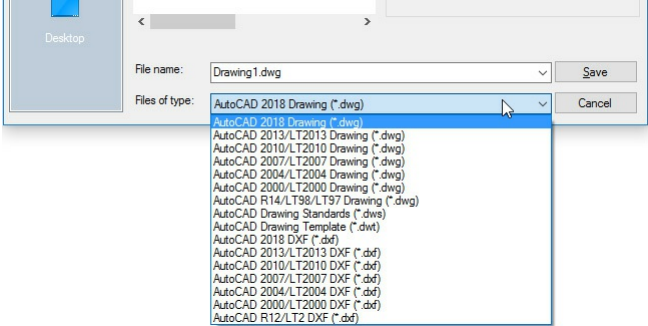 Desktop
File name: Drawing1.dwg Save
Files of type: AutoCAD 2018 Drawing (*.dwg) Cancel
AutoCAD 2018 Drawing (*.dwg)
AutoCAD 2013/LT2013 Drawing (*.dwg)
AutoCAD 2010/LT2010 Drawing (*.dwg)
AutoCAD 2007/LT2007 Drawing (*.dwg)
AutoCAD 2004/LT2004 Drawing (*.dwg)
AutoCAD 2000/LT2000 Drawing (*.dwg)
AutoCAD R14/LT98/LT97 Drawing (*.dwg)
AutoCAD Drawing Standards (*.dws)
AutoCAD Drawing Template (*.dwt)
AutoCAD 2018 DXF (*.dxf)
AutoCAD 2013/LT2013 DXF (*.dxf)
AutoCAD 2010/LT2010 DXF (*.dxf)
AutoCAD 2007/LT2007 DXF (*.dxf)
AutoCAD 2004/LT2004 DXF (*.dxf)
AutoCAD 2000/LT2000 DXF (*.dxf)
AutoCAD R12/LT2 DXF (*.dxf)